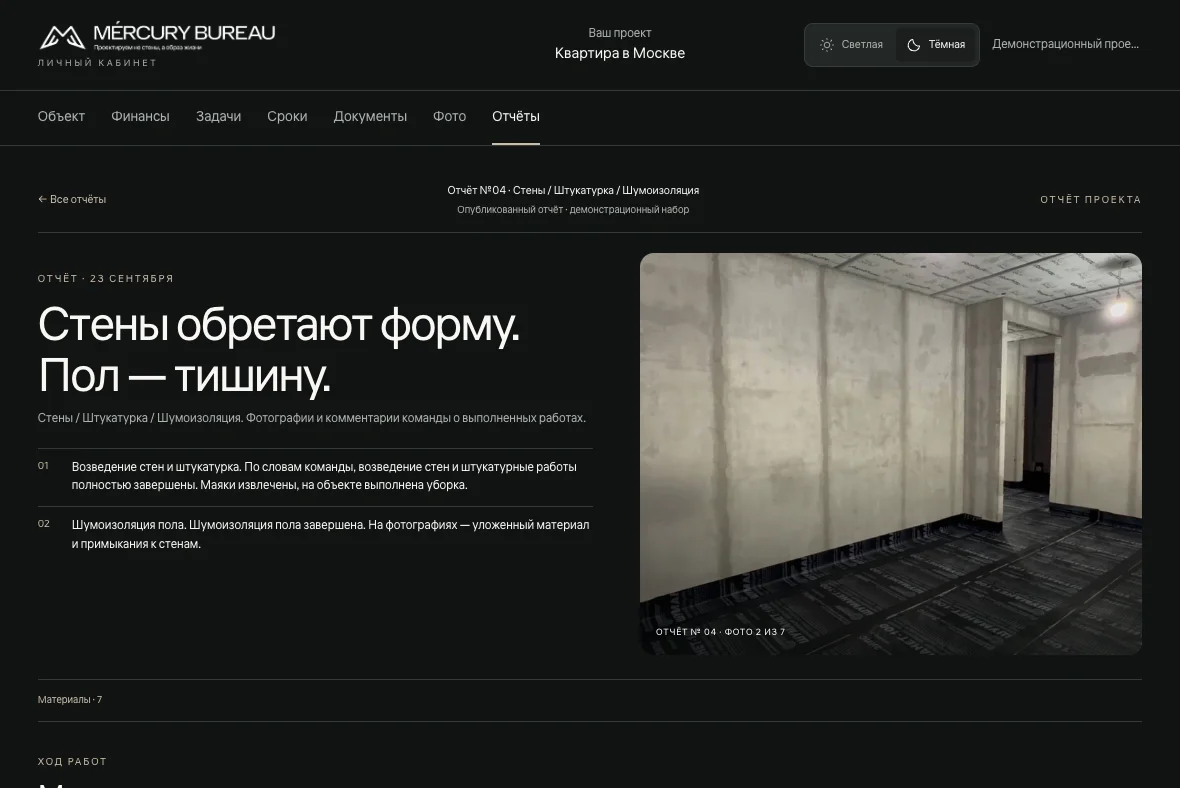 MÉRCURY BUREAU
Проектируем не стены, а образ жизни
ЛИЧНЫЙ КАБИНЕТ
Ваш проект
Квартира в Москве
Светлая
Тёмная
Демонстрационный прое...
Объект Финансы Задачи Сроки Документы Фото Отчёты
← Все отчёты
Отчёт №04 · Стены / Штукатурка / Шумоизоляция
Опубликованный отчёт · демонстрационный набор
ОТЧЁТ ПРОЕКТА
ОТЧЁТ · 23 СЕНТЯБРЯ
Стены обретают форму.
Пол — тишину.
Стены / Штукатурка / Шумоизоляция. Фотографии и комментарии команды о выполненных работах.
01 Возведение стен и штукатурка. По словам команды, возведение стен и штукатурные работы
полностью завершены. Маяки извлечены, на объекте выполнена уборка.
02 Шумоизоляция пола. Шумоизоляция пола завершена. На фотографиях — уложенный материал
и примыкания к стенам.
ОТЧЁТ № 04 · ФОТО 2 ИЗ 7
Материалы · 7
ХОД РАБОТ